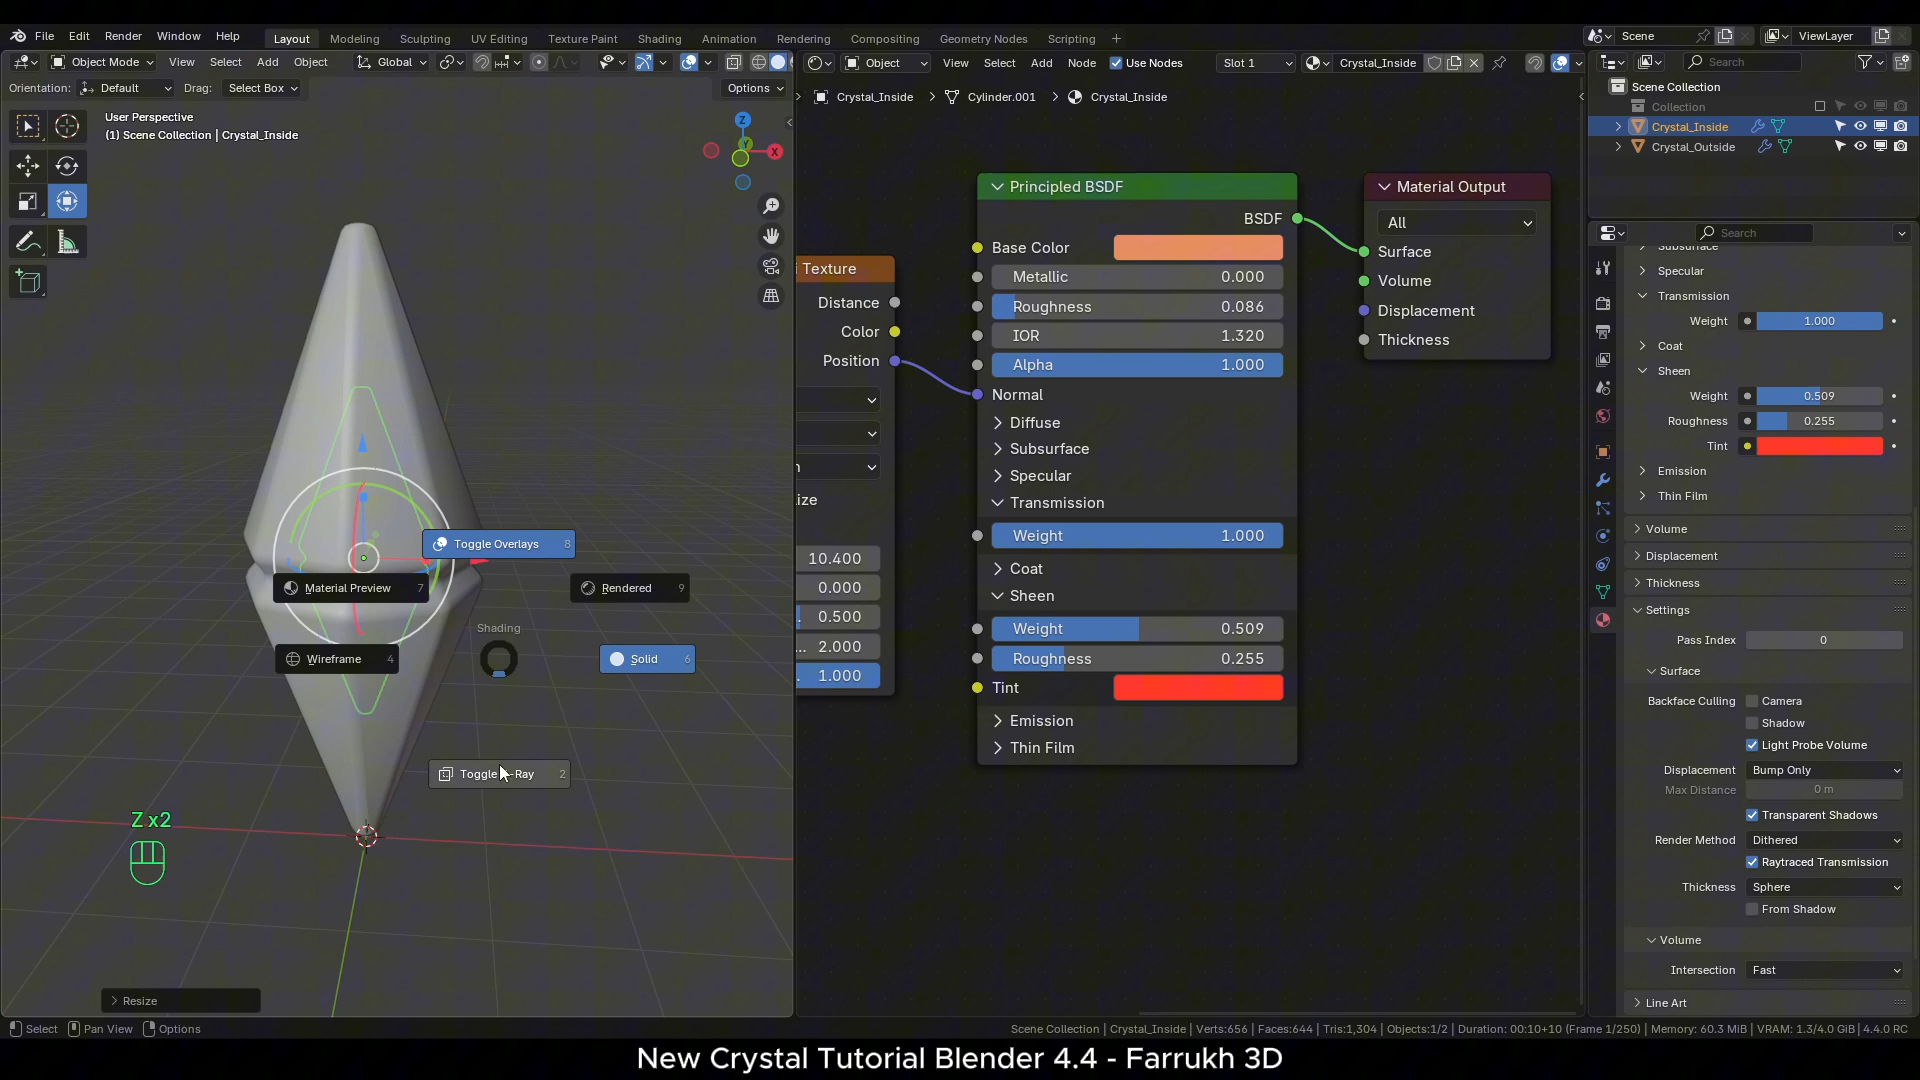 File Edit Render Window Help
Layout Modeling Sculpting UV Editing Texture Paint Shading Animation Rendering Compositing Geometry Nodes Scripting +
Scene
ViewLayer
Object Mode View Select Add Object Global
Object View Select Add Node Use Nodes Slot 1 Crystal_Inside
Search
Orientation: Default Drag: Select Box Options
Crystal_Inside > Cylinder.001 > Crystal_Inside
Scene Collection
Collection
Crystal_Inside
Crystal_Outside
User Perspective
(1) Scene Collection | Crystal_Inside
Z
Y
X
Toggle Overlays 8
Material Preview 7
Rendered 9
Shading
Wireframe 4
Solid 6
2
Z x2
Resize
i Texture
Distance
Color
Position
n
ize
10.400
0.000
0.500
2.000
1.000
Principled BSDF
BSDF
Base Color
Metallic 0.000
Roughness 0.086
IOR 1.320
Alpha 1.000
Normal
Diffuse
Subsurface
Specular
Transmission
Weight 1.000
Coat
Sheen
Weight 0.509
Roughness 0.255
Tint
Emission
Thin Film
Material Output
All
Surface
Volume
Displacement
Thickness
Search
Subsurface
Specular
Transmission
Weight 1.000
Coat
Sheen
Weight 0.509
Roughness 0.255
Tint
Emission
Thin Film
Volume
Displacement
Thickness
Settings
Pass Index 0
Surface
Backface Culling Camera
Shadow
Light Probe Volume
Displacement Bump Only
Max Distance 0 m
Transparent Shadows
Render Method Dithered
Raytraced Transmission
Thickness Sphere
From Shadow
Volume
Intersection Fast
Line Art
Select Pan View Options
Scene Collection | Crystal_Inside | Verts:656 | Faces:644 | Tris:1,304 | Objects:1/2 | Duration: 00:10+10 (Frame 1/250) | Memory: 60.3 MiB | VRAM: 1.3/4.0 GiB | 4.4.0 RC
New Crystal Tutorial Blender 4.4 - Farrukh 3D